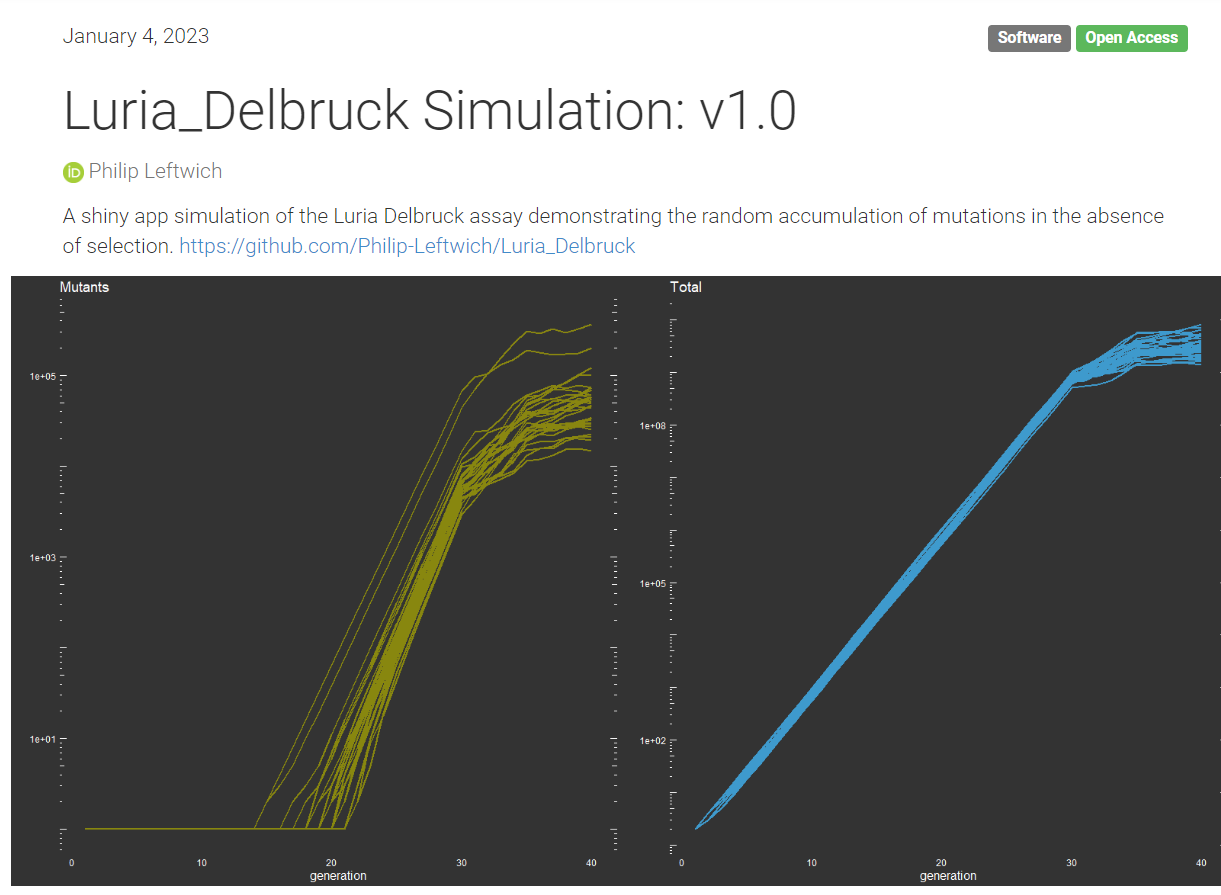 January 4, 2023
Software Open Access
Luria_Delbruck Simulation: v1.0
iD Philip Leftwich
A shiny app simulation of the Luria Delbruck assay demonstrating the random accumulation of mutations in the absence
of selection. https://github.com/Philip-Leftwich/Luria_Delbruck
Mutants
1e+05
1e+03
1e+01
0 10 20 30 40
generation
Total
1e+08
1e+05
1e+02
0 10 20 30 40
generation